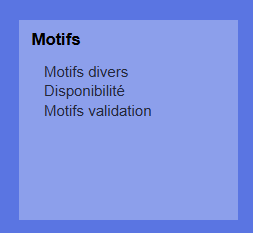 Motifs
Motifs divers
Disponibilité
Motifs validation